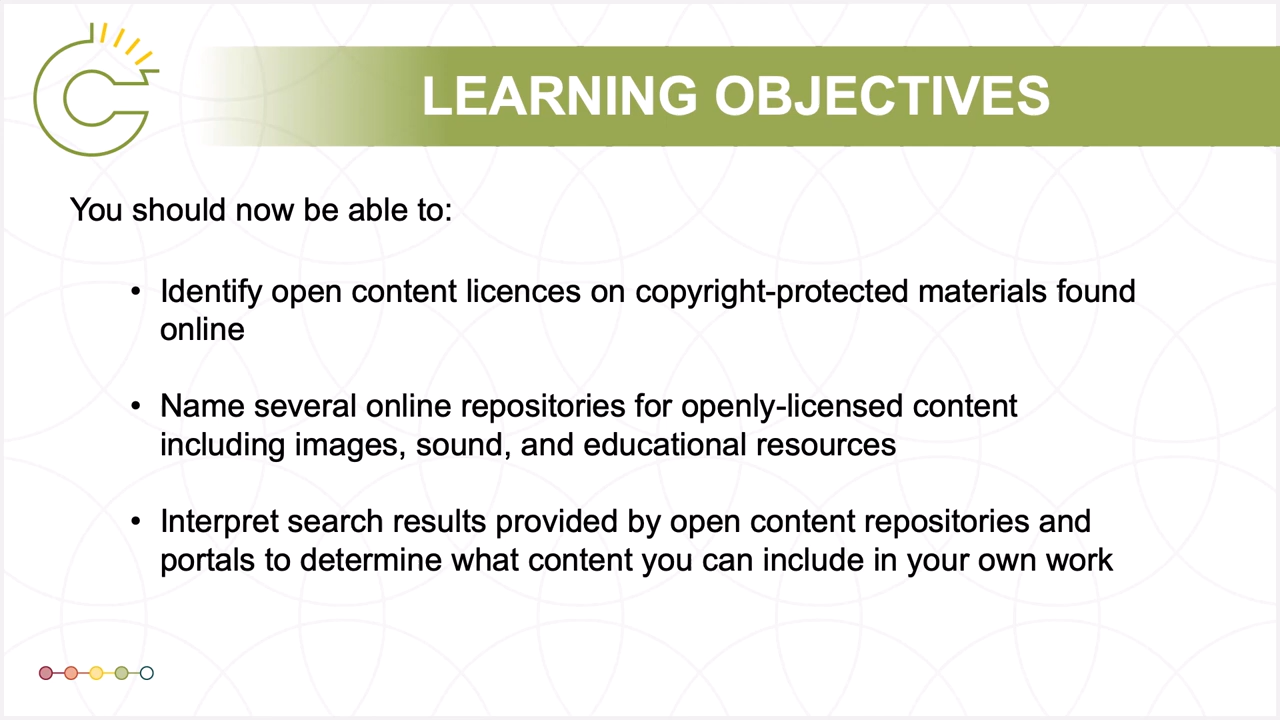 LEARNING OBJECTIVES
You should now be able to:
• Identify open content licences on copyright-protected materials found
online
• Name several online repositories for openly-licensed content
including images, sound, and educational resources
• Interpret search results provided by open content repositories and
portals to determine what content you can include in your own work